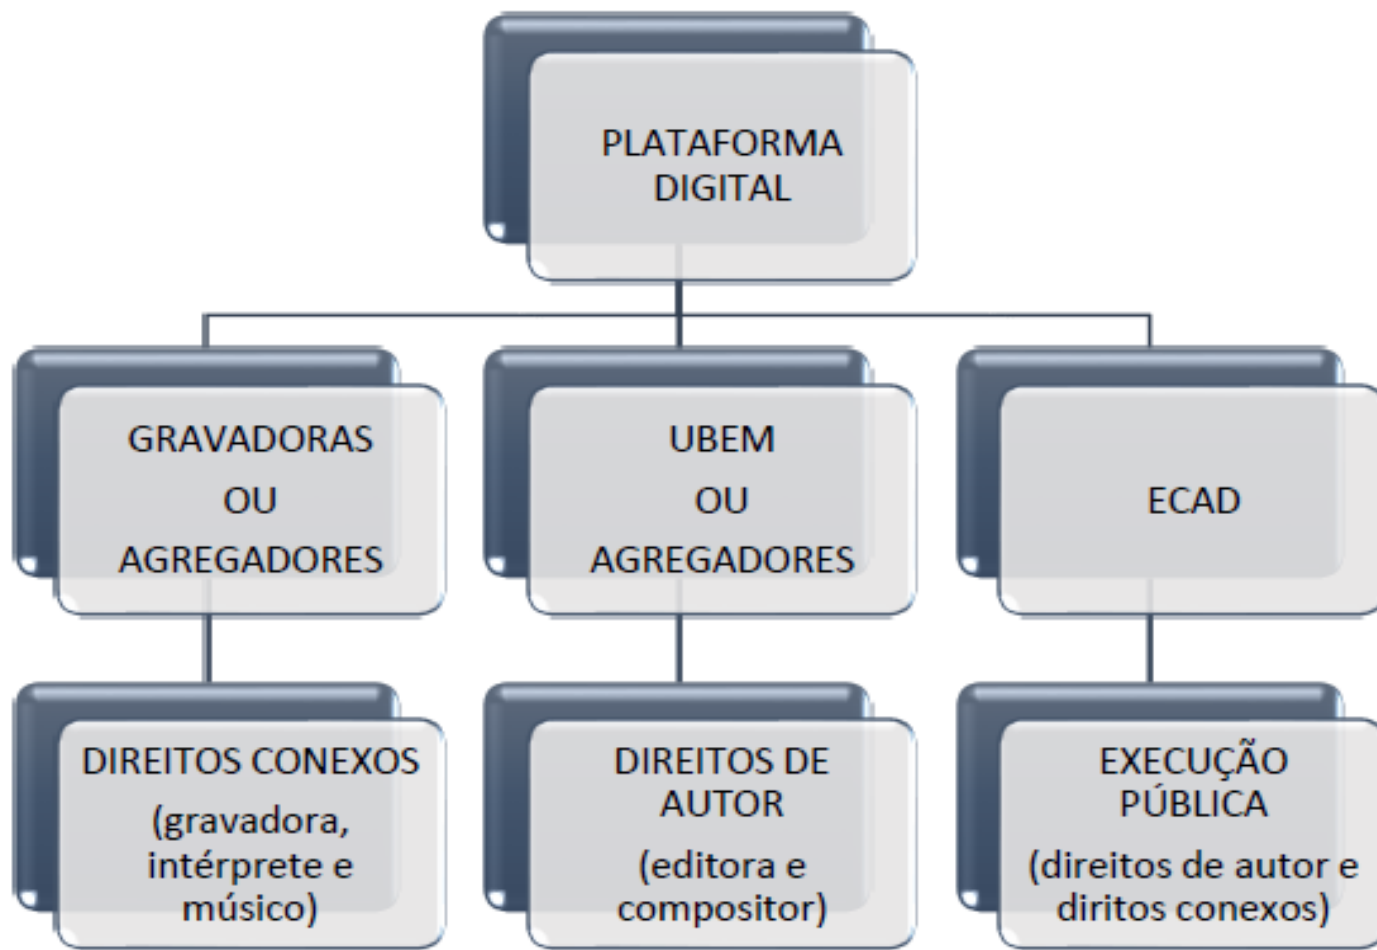 PLATAFORMA
DIGITAL
GRAVADORAS
OU
AGREGADORES
UBEM
OU
AGREGADORES
ECAD
DIREITOS CONEXOS
(gravadora,
intérprete e
músico)
DIREITOS DE
AUTOR
(editora e
compositor)
EXECUÇÃO
PÚBLICA
(direitos de autor e
diritos conexos)